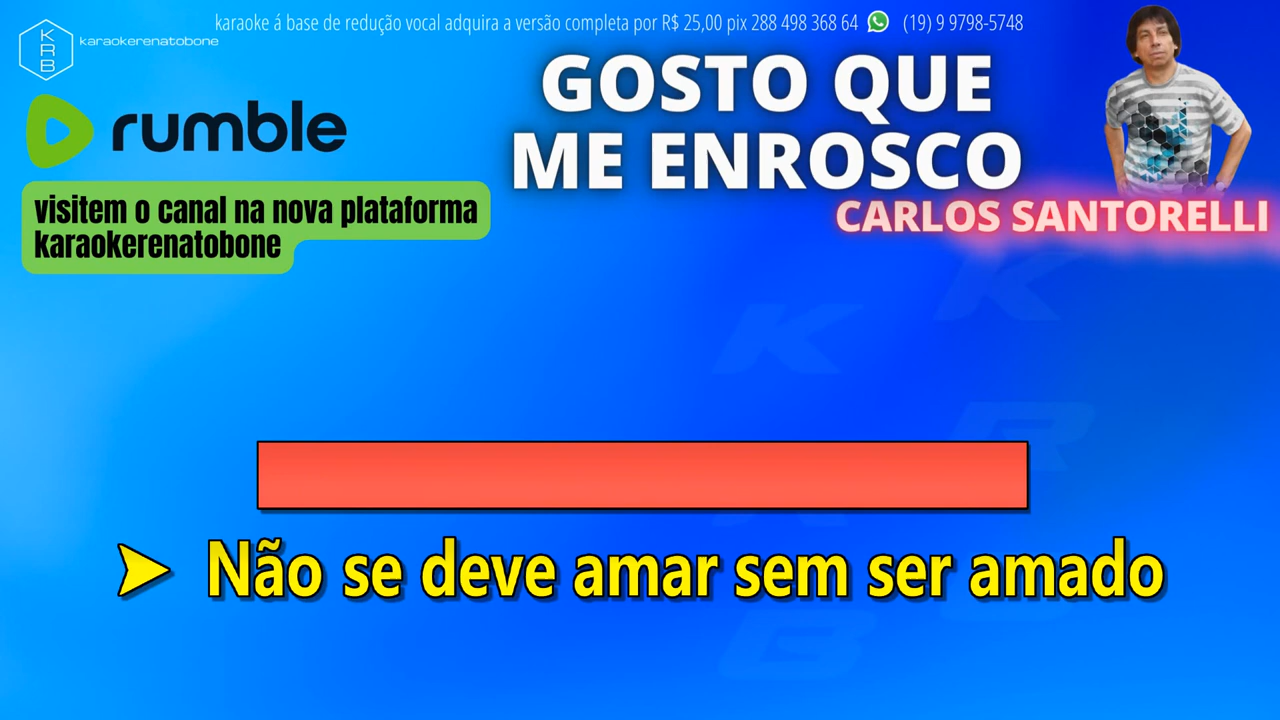 karaoke á base de redução vocal adquira a versão completa por R$ 25,00 pix 288 498 368 64 (19) 9 9798-5748
K
R
B
karaokerenatobone
rumble
visitem o canal na nova plataforma
karaokerenatobone
GOSTO QUE
ME ENROSCO
CARLOS SANTORELLI
K
K
R
B
Não se deve amar sem ser amado